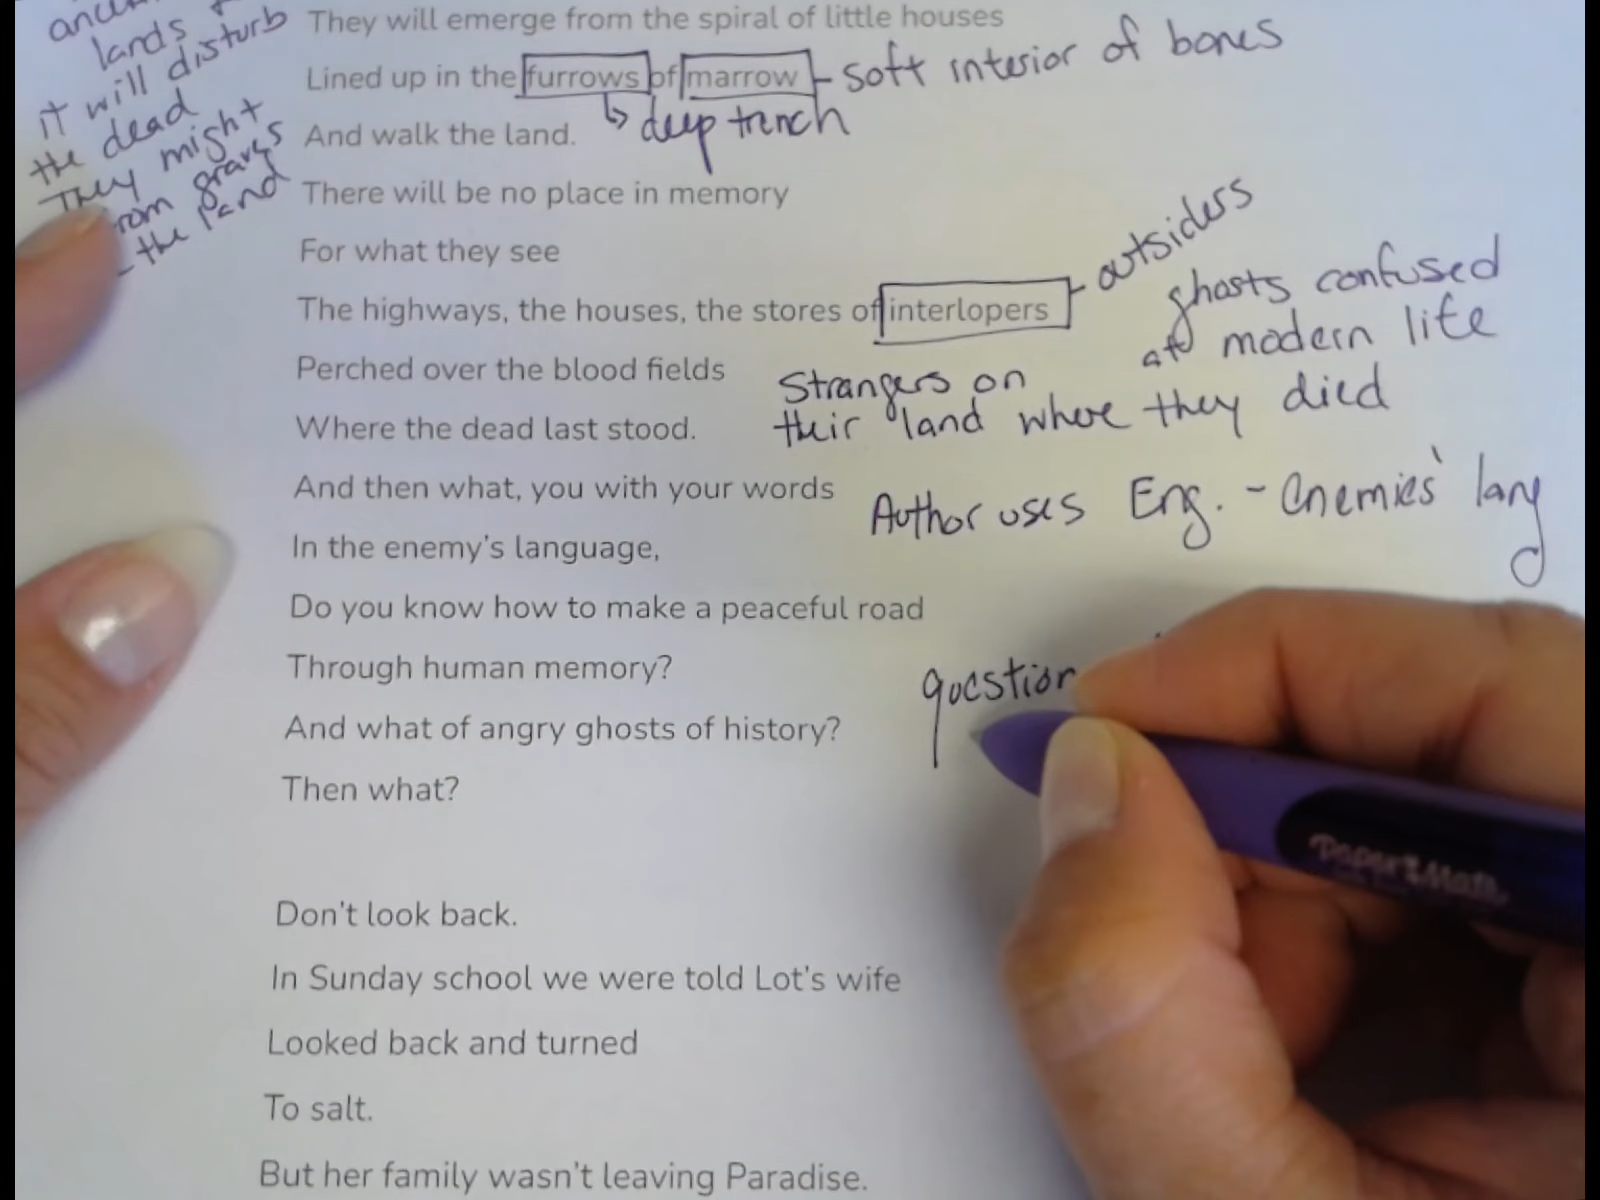 lands
it will disturb
the dead
They might
from graves
the land
They will emerge from the spiral of little houses
Lined up in the furrows of marrow - soft interior of bones
↳ deep trench
And walk the land.
There will be no place in memory
For what they see
The highways, the houses, the stores of interlopers - outsiders
ghosts confused
at modern life
Perched over the blood fields
Strangers on
their land where they died
Where the dead last stood.
And then what, you with your words
Author uses Eng. - Enemies' lang
In the enemy's language,
Do you know how to make a peaceful road
Through human memory?
question
And what of angry ghosts of history?
Then what?
Don't look back.
In Sunday school we were told Lot's wife
Looked back and turned
To salt.
But her family wasn't leaving Paradise.
PaperMate